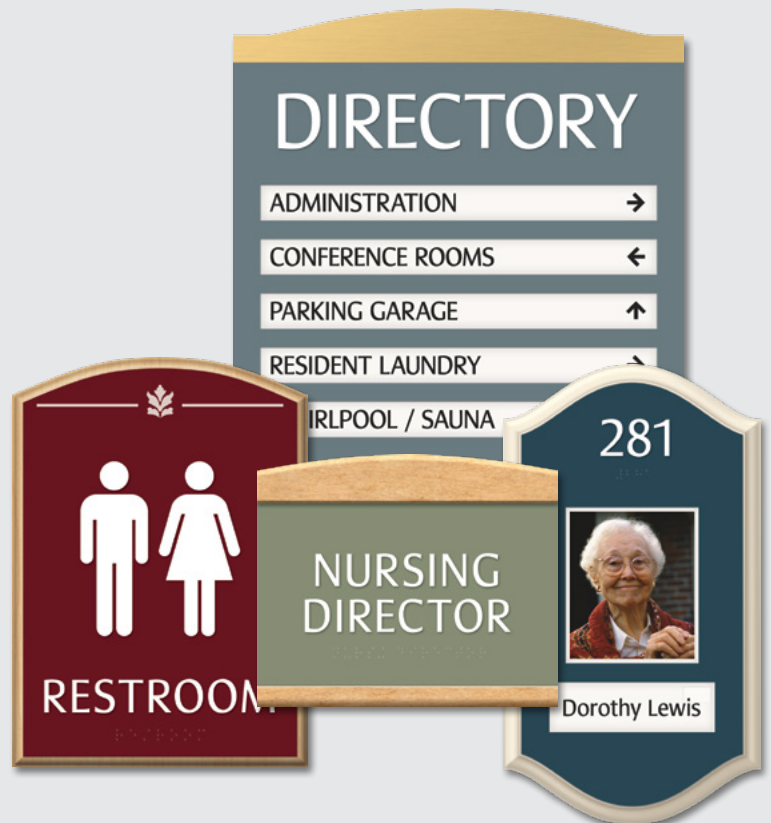 DIRECTORY
ADMINISTRATION →
CONFERENCE ROOMS ←
PARKING GARAGE ↑
RESIDENT LAUNDRY
/ SAUNA
RESTROOM
NURSING
DIRECTOR
281
Dorothy Lewis